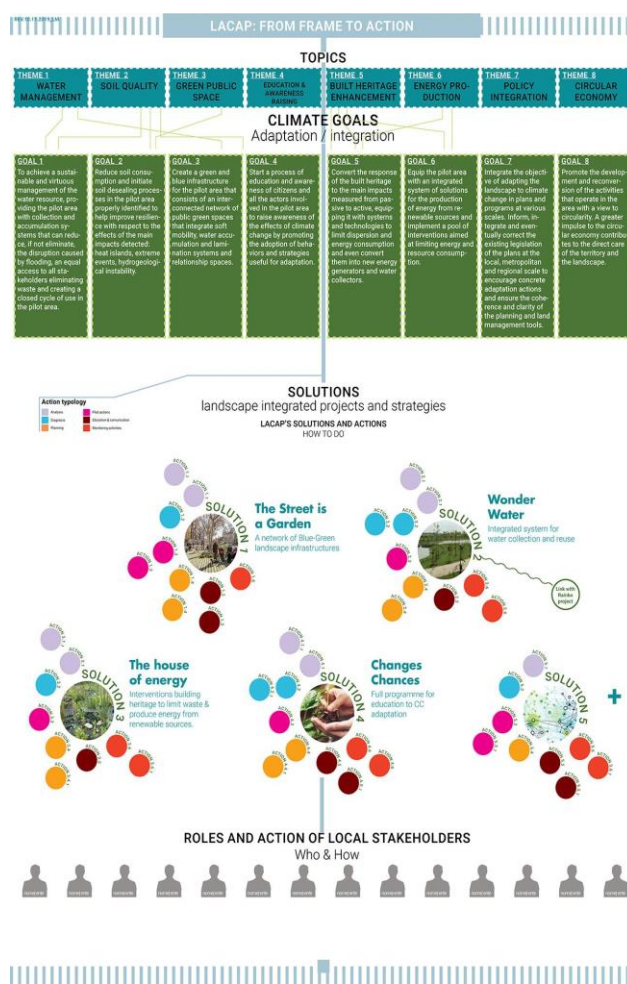 LACAP: FROM FRAME TO ACTION
TOPICS
THEME 1
WATER
MANAGEMENT
THEME 2
SOIL QUALITY
THEME 3
GREEN PUBLIC
SPACE
THEME 4
EDUCATION &
AWARENESS
RAISING
THEME 5
BUILT HERITAGE
ENHANCEMENT
THEME 6
ENERGY PRO-
DUCTION
THEME 7
POLICY
INTEGRATION
THEME 8
CIRCULAR
ECONOMY
CLIMATE GOALS
Adaptation / integration
GOAL 1
To achieve a sustai-
nable and virtuous
management of the
water resource, pro-
viding the pilot area
with collection and
accumulation sy-
stems that can redu-
ce, if not eliminate,
the disruption caused
by flooding, an equal
access to all sta-
keholders eliminating
waste and creating a
closed cycle of use in
the pilot area.
GOAL 2
Reduce soil consu-
mption and initiate
soil desealing proces-
ses in the pilot area
properly identified to
help improve resilien-
ce with respect to the
effects of the main
impacts detected:
heat islands, extreme
events, hydrogeolo-
gical instability.
GOAL 3
Create a green and
blue infrastructure
for the pilot area that
consists of an inter-
connected network of
public green spaces
that integrate soft
mobility, water accu-
mulation and lami-
nation systems and
relationship spaces.
GOAL 4
Start a process of
education and aware-
ness of citizens and
all the actors invol-
ved in the pilot area
to raise awareness of
the effects of climate
change by promoting
the adoption of beha-
viors and strategies
useful for adaptation.
GOAL 5
Convert the response
of the built heritage
to the main impacts
measured from pas-
sive to active, equip-
ping it with systems
and technologies to
limit dispersion and
energy consumption
and even convert
them into new energy
generators and water
collectors.
GOAL 6
Equip the pilot area
with an integrated
system of solutions
for the production
of energy from re-
newable sources and
implement a pool of
interventions aimed
at limiting energy and
resource consump-
tion.
GOAL 7
Integrate the objecti-
ve of adapting the
landscape to climate
change in plans and
programs at various
scales. Inform, in-
tegrate and even-
tually correct the
existing legislation
of the plans at the
local, metropolitan
and regional scale to
encourage concrete
adaptation actions
and ensure the cohe-
rence and clarity of
the planning and land
management tools.
GOAL 8
Promote the develop-
ment and reconver-
sion of the activities
that operate in the
area with a view to
circularity. A greater
impulse to the circu-
lar economy contribu-
tes to the direct care
of the territory and
the landscape.
SOLUTIONS
landscape integrated projects and strategies
LACAP'S SOLUTIONS AND ACTIONS
HOW TO DO
Action typology
Analysis
Diagnosis
Planning
Education & comunication
Monitoring activities
SOLUTION 1
The Street is
a Garden
A network of Blue-Green
landscape infrastructures
SOLUTION 2
Wonder
Water
Integrated system for
water collection and reuse
Link with
project
SOLUTION 3
The house
of energy
Interventions building
heritage to limit waste &
produce energy from
renewable sources.
SOLUTION 4
Changes
Chances
Full programme for
education to CC
adaptation
SOLUTION 5
+
ROLES AND ACTION OF LOCAL STAKEHOLDERS
Who & How